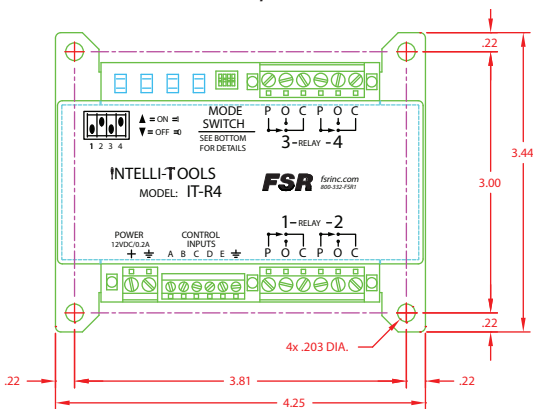 .22
▲ = ON =1
▼ = OFF =0
1 2 3 4
MODE
SWITCH
SEE BOTTOM
FOR DETAILS
P O C P O C
3-RELAY-4
3.44
INTELLI-TOOLS
MODEL: IT-R4
FSR fsrinc.com
800-332-FSR1
3.00
1-RELAY-2
P O C P O C
POWER
12VDC/0.2A
+
CONTROL
INPUTS
A B C D E
.22
4x .203 DIA.
.22
3.81
.22
4.25